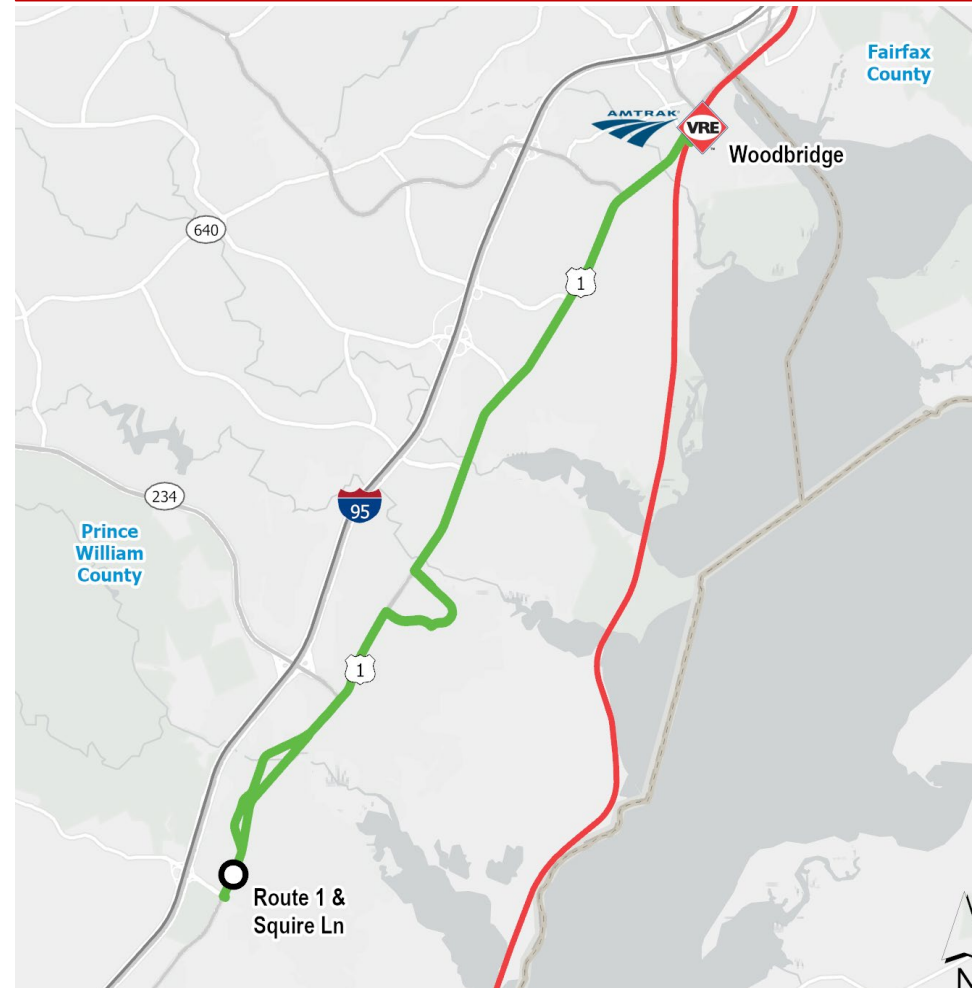 Fairfax
County
AMTRAK
VRE
Woodbridge
640
1
234
95
Prince
William
County
1
Route 1 &
Squire Ln
N